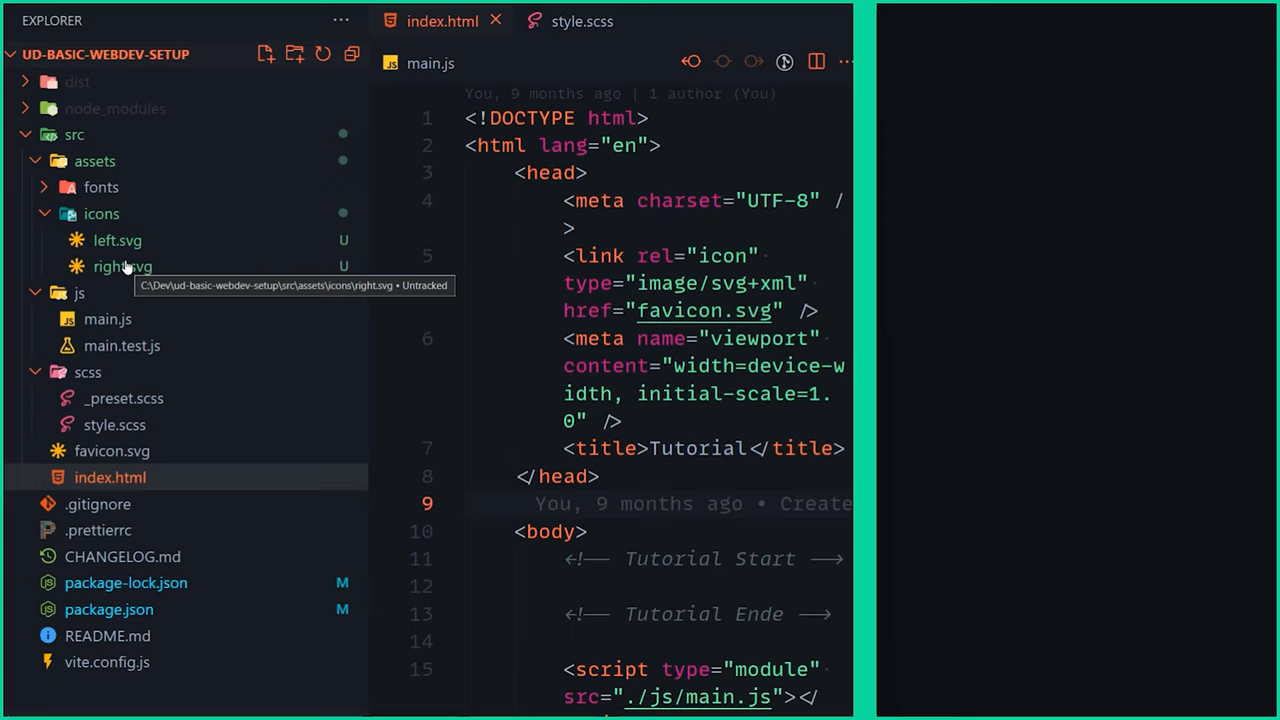 EXPLORER
UD-BASIC-WEBDEV-SETUP
dist
node_modules
src
assets
fonts
icons
left.svg U
right.svg U
C:\Dev\ud-basic-webdev-setup\src\assets\icons\right.svg • Untracked
js
main.js
main.test.js
scss
_preset.scss
style.scss
favicon.svg
index.html
.gitignore
.prettierrc
CHANGELOG.md
package-lock.json M
package.json M
README.md
vite.config.js
index.html style.scss
main.js
You, 9 months ago | 1 author (You)
1 <!DOCTYPE html>
2 <html lang="en">
3 <head>
4 <meta charset="UTF-8" /
>
5 <link rel="icon"
type="image/svg+xml"
href="favicon.svg" />
6 <meta name="viewport"
content="width=device-w
idth, initial-scale=1.
0" />
7 <title>Tutorial</title>
8 </head>
9 You, 9 months ago • Create
10 <body>
11 <!-- Tutorial Start -->
12
13 <!-- Tutorial Ende -->
14
15 <script type="module"
src="./js/main.js"></